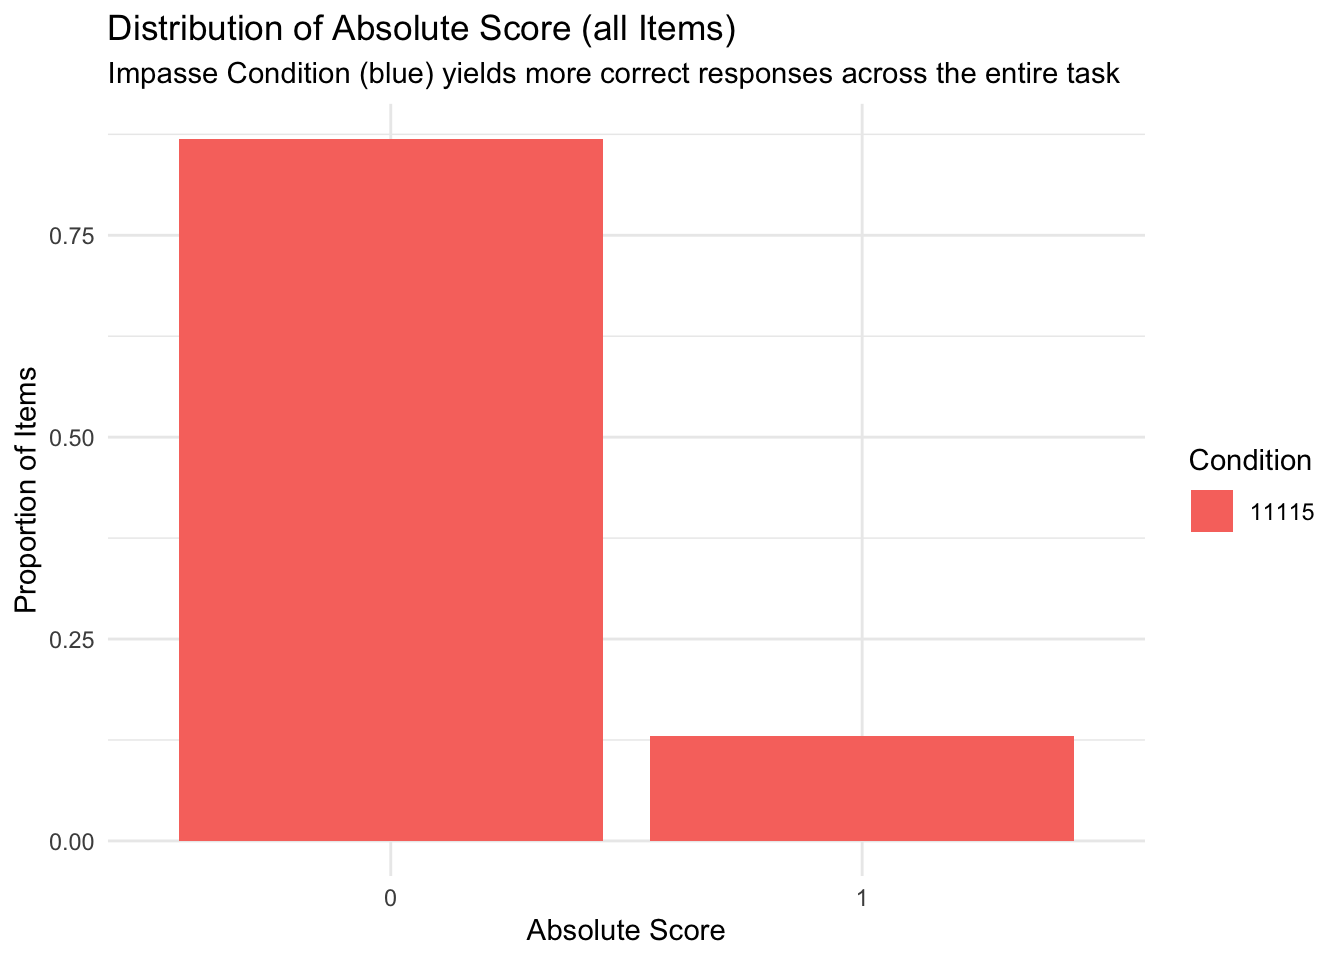 Distribution of Absolute Score (all Items)
Impasse Condition (blue) yields more correct responses across the entire task
Proportion of Items
0.75
0.50
0.25
0.00
0
1
Absolute Score
Condition
11115